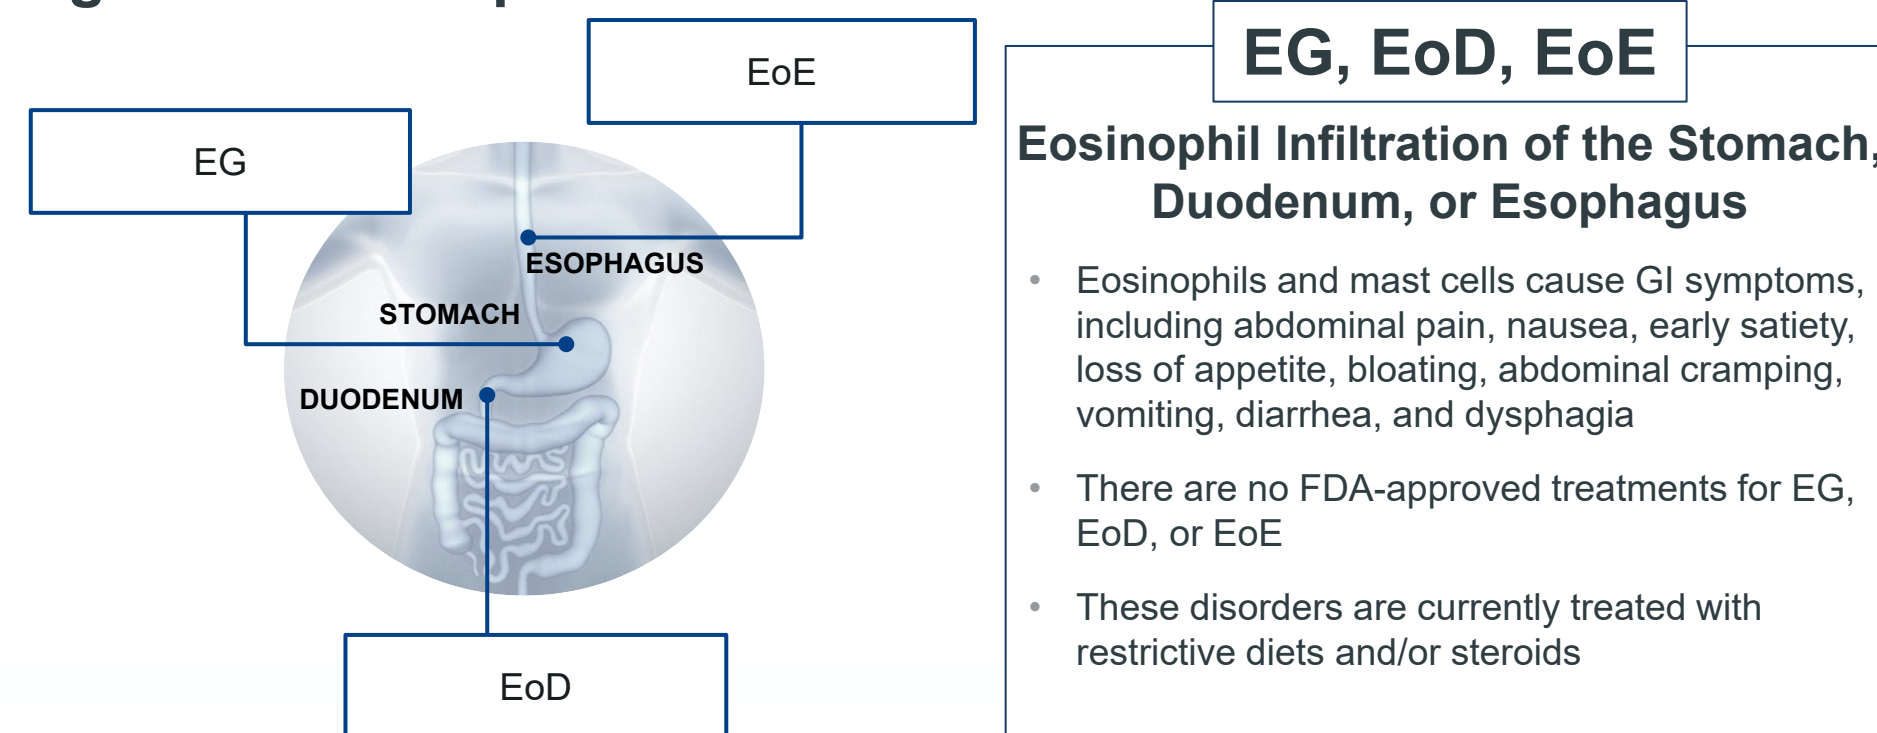 EoE
EG
ESOPHAGUS
STOMACH
DUODENUM
EoD
EG, EoD, EoE
Eosinophil Infiltration of the Stomach,
Duodenum, or Esophagus
• Eosinophils and mast cells cause GI symptoms,
including abdominal pain, nausea, early satiety,
loss of appetite, bloating, abdominal cramping,
vomiting, diarrhea, and dysphagia
• There are no FDA-approved treatments for EG,
EoD, or EoE
• These disorders are currently treated with
restrictive diets and/or steroids